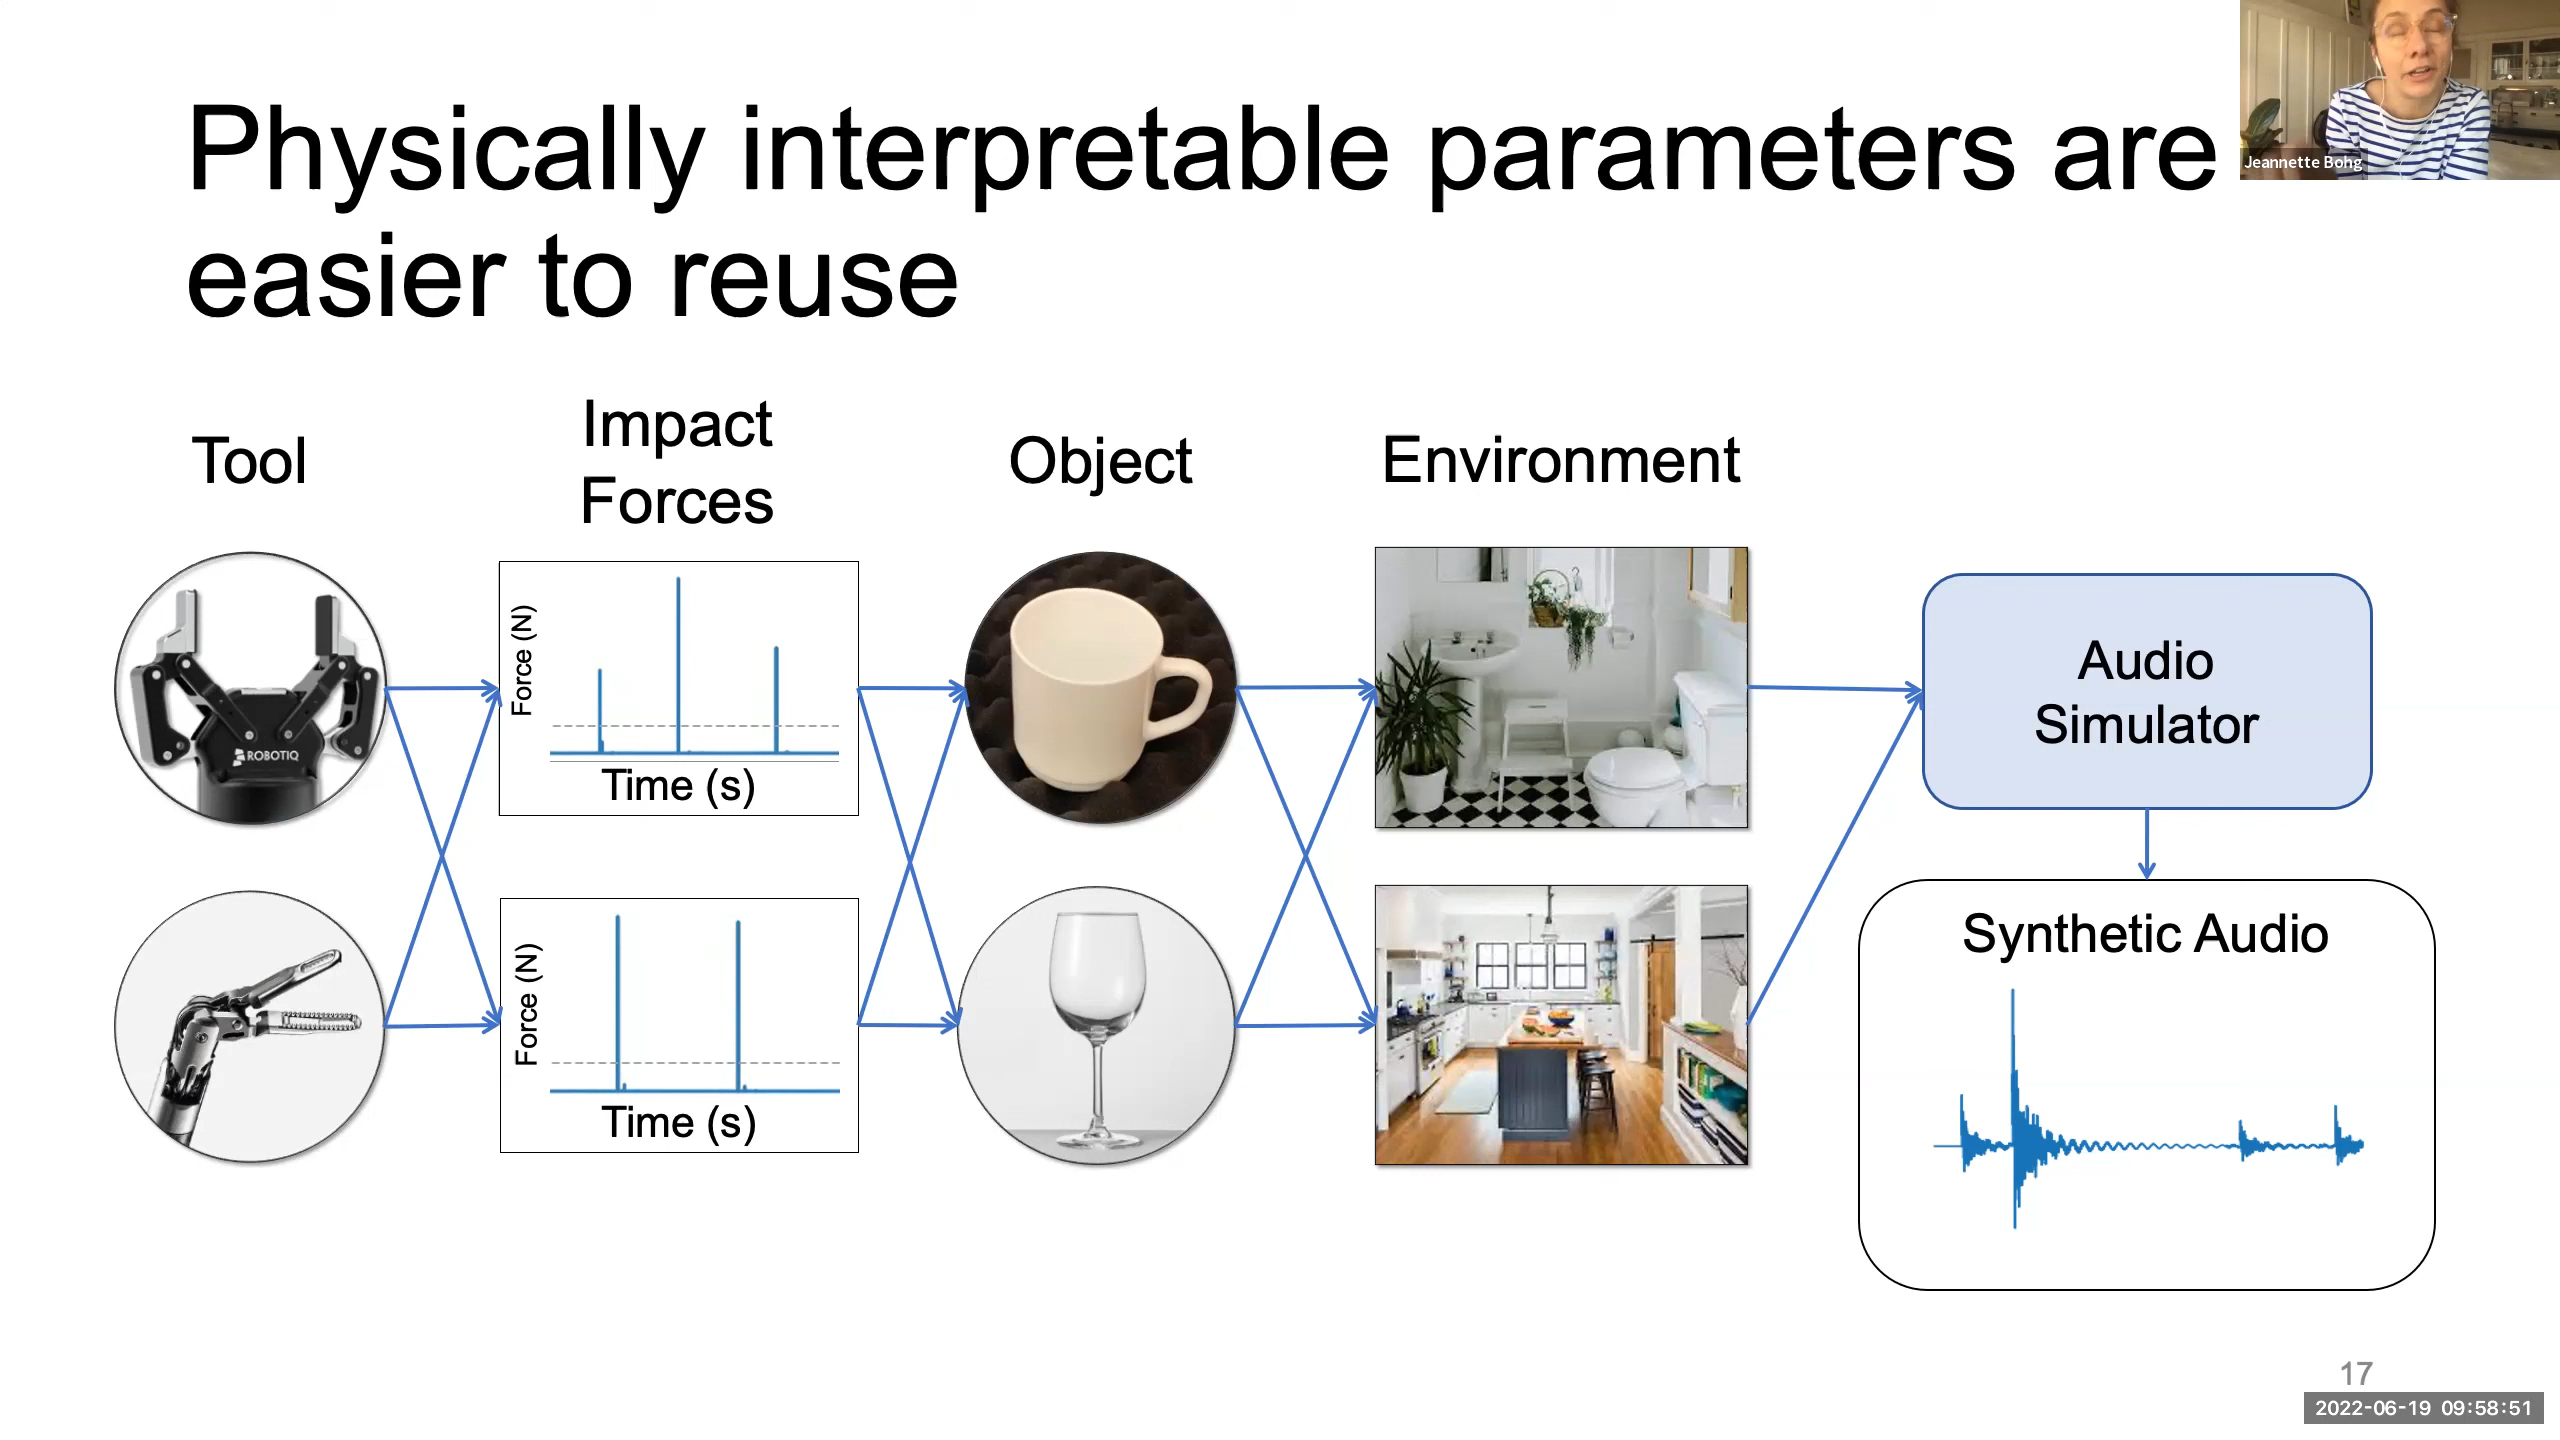 Physically interpretable parameters are
easier to reuse
Jeannette Bohg
Tool
Impact
Forces
Object
Environment
Force (N)
Time (s)
ROBOTIQ
Audio
Simulator
Force (N)
Time (s)
Synthetic Audio
17
2022-06-19 09:58:51